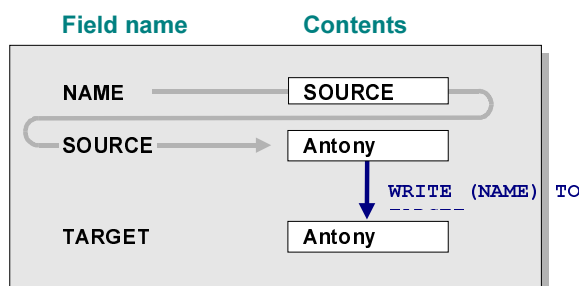 Field name Contents
NAME SOURCE
SOURCE Antony
WRITE (NAME) TO
TARGET Antony